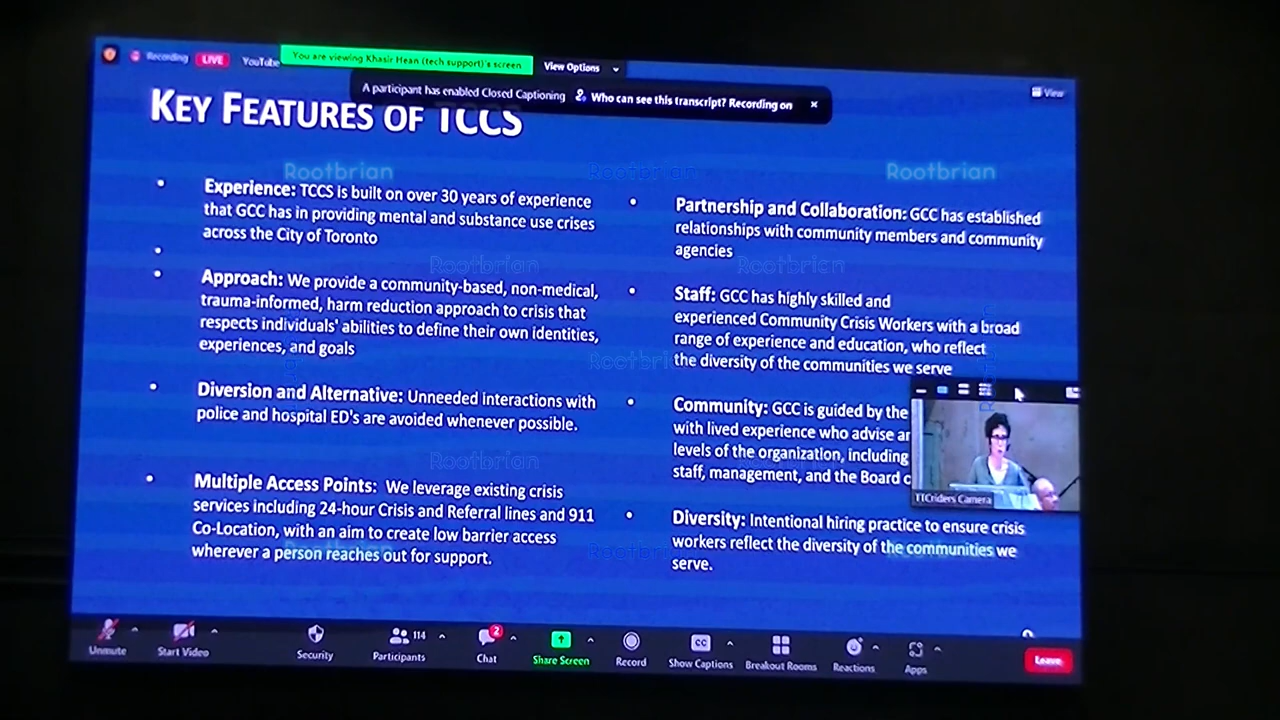 Recording LIVE YouTube You are viewing Khasir Hean (tech support)'s screen View Options
A participant has enabled Closed Captioning Who can see this transcript? Recording on ×
View
KEY FEATURES OF TCCS
Rootbrian Rootbrian Rootbrian
• Experience: TCCS is built on over 30 years of experience
that GCC has in providing mental and substance use crises
across the City of Toronto
•
• Approach: We provide a community-based, non-medical,
trauma-informed, harm reduction approach to crisis that
respects individuals' abilities to define their own identities,
experiences, and goals
• Diversion and Alternative: Unneeded interactions with
police and hospital ED's are avoided whenever possible.
• Multiple Access Points: We leverage existing crisis
services including 24-hour Crisis and Referral lines and 911
Co-Location, with an aim to create low barrier access
wherever a person reaches out for support.
• Partnership and Collaboration: GCC has established
relationships with community members and community
agencies
• Staff: GCC has highly skilled and
experienced Community Crisis Workers with a broad
range of experience and education, who reflect
the diversity of the communities we serve
• Community: GCC is guided by the
with lived experience who advise
levels of the organization, including
staff, management, and the Board
• Diversity: Intentional hiring practice to ensure crisis
workers reflect the diversity of the communities we
serve.
Rootbrian Rootbrian
Rootbrian
Rootbrian
TTCriders Camera
Unmute Start Video Security Participants 114 Chat 2 Share Screen Record CC Show Captions Breakout Rooms Reactions Apps Leave